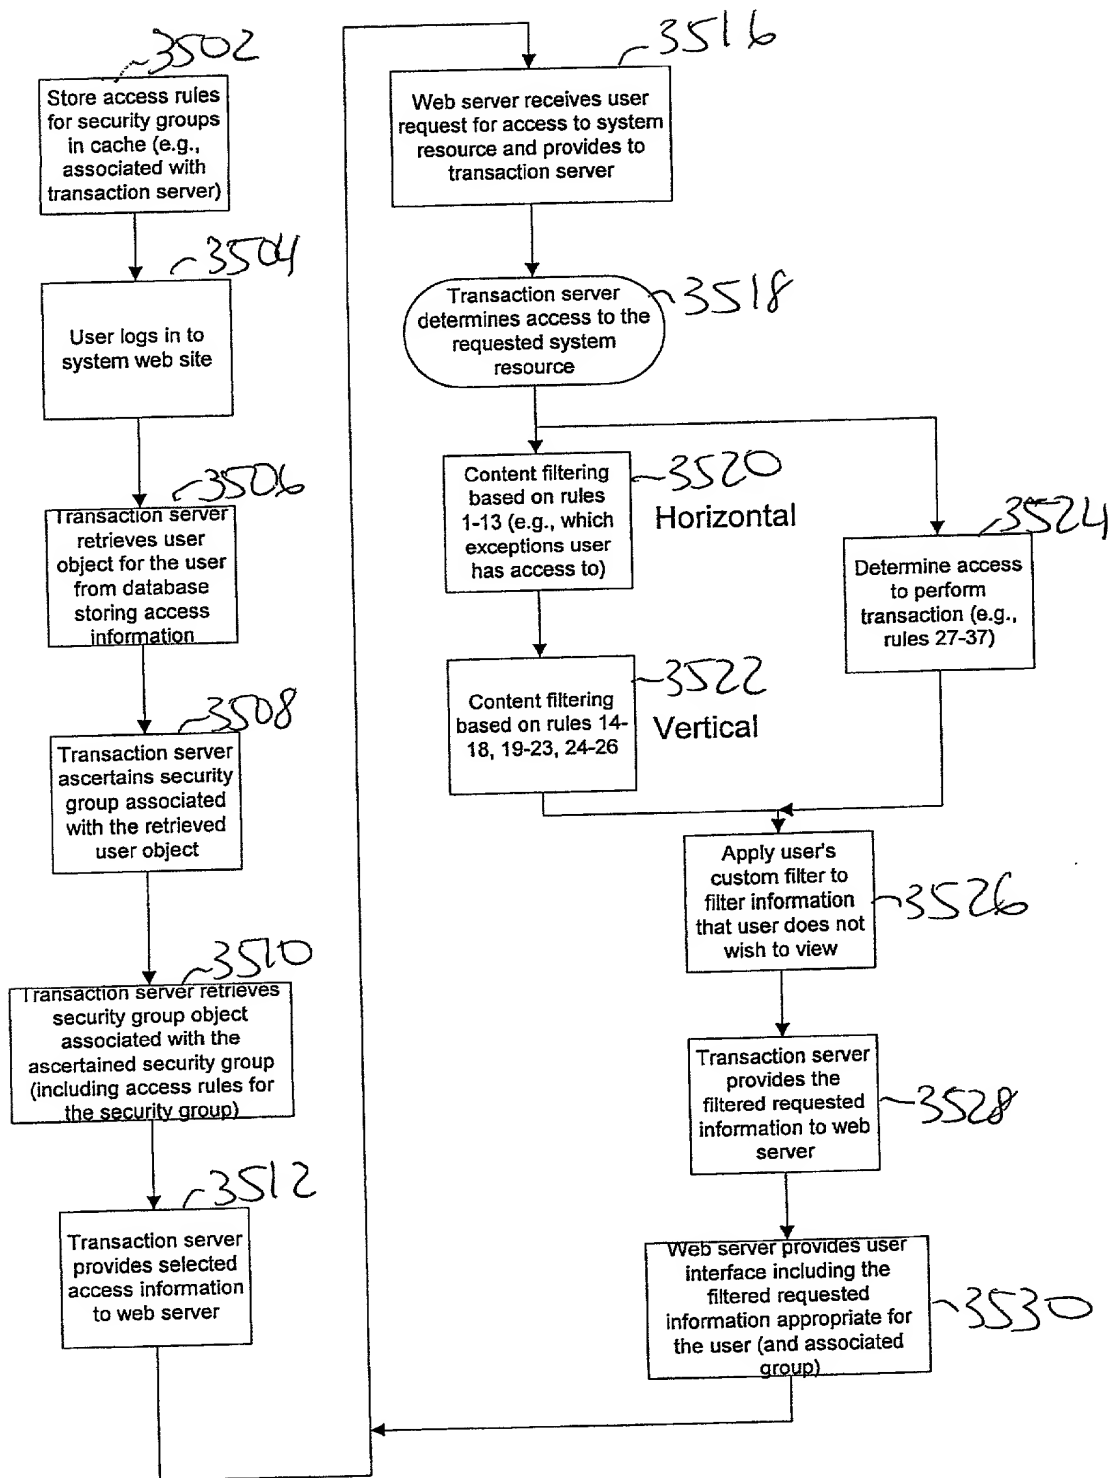 3502
Store access rules
for security groups
in cache (e.g.,
associated with
transaction server)
3504
User logs in to
system web site
3506
Transaction server
retrieves user
object for the user
from database
storing access
information
3508
Transaction server
ascertains security
group associated
with the retrieved
user object
3510
Transaction server retrieves
security group object
associated with the
ascertained security group
(including access rules for
the security group)
3512
Transaction server
provides selected
access information
to web server
3516
Web server receives user
request for access to system
resource and provides to
transaction server
3518
Transaction server
determines access to the
requested system
resource
3520
Content filtering
based on rules
1-13 (e.g., which
exceptions user
has access to)
Horizontal
3522
Content filtering
based on rules 14-
18, 19-23, 24-26
Vertical
3524
Determine access
to perform
transaction (e.g.,
rules 27-37)
3526
Apply user's
custom filter to
filter information
that user does not
wish to view
3528
Transaction server
provides the
filtered requested
information to web
server
3530
Web server provides user
interface including the
filtered requested
information appropriate for
the user (and associated
group)